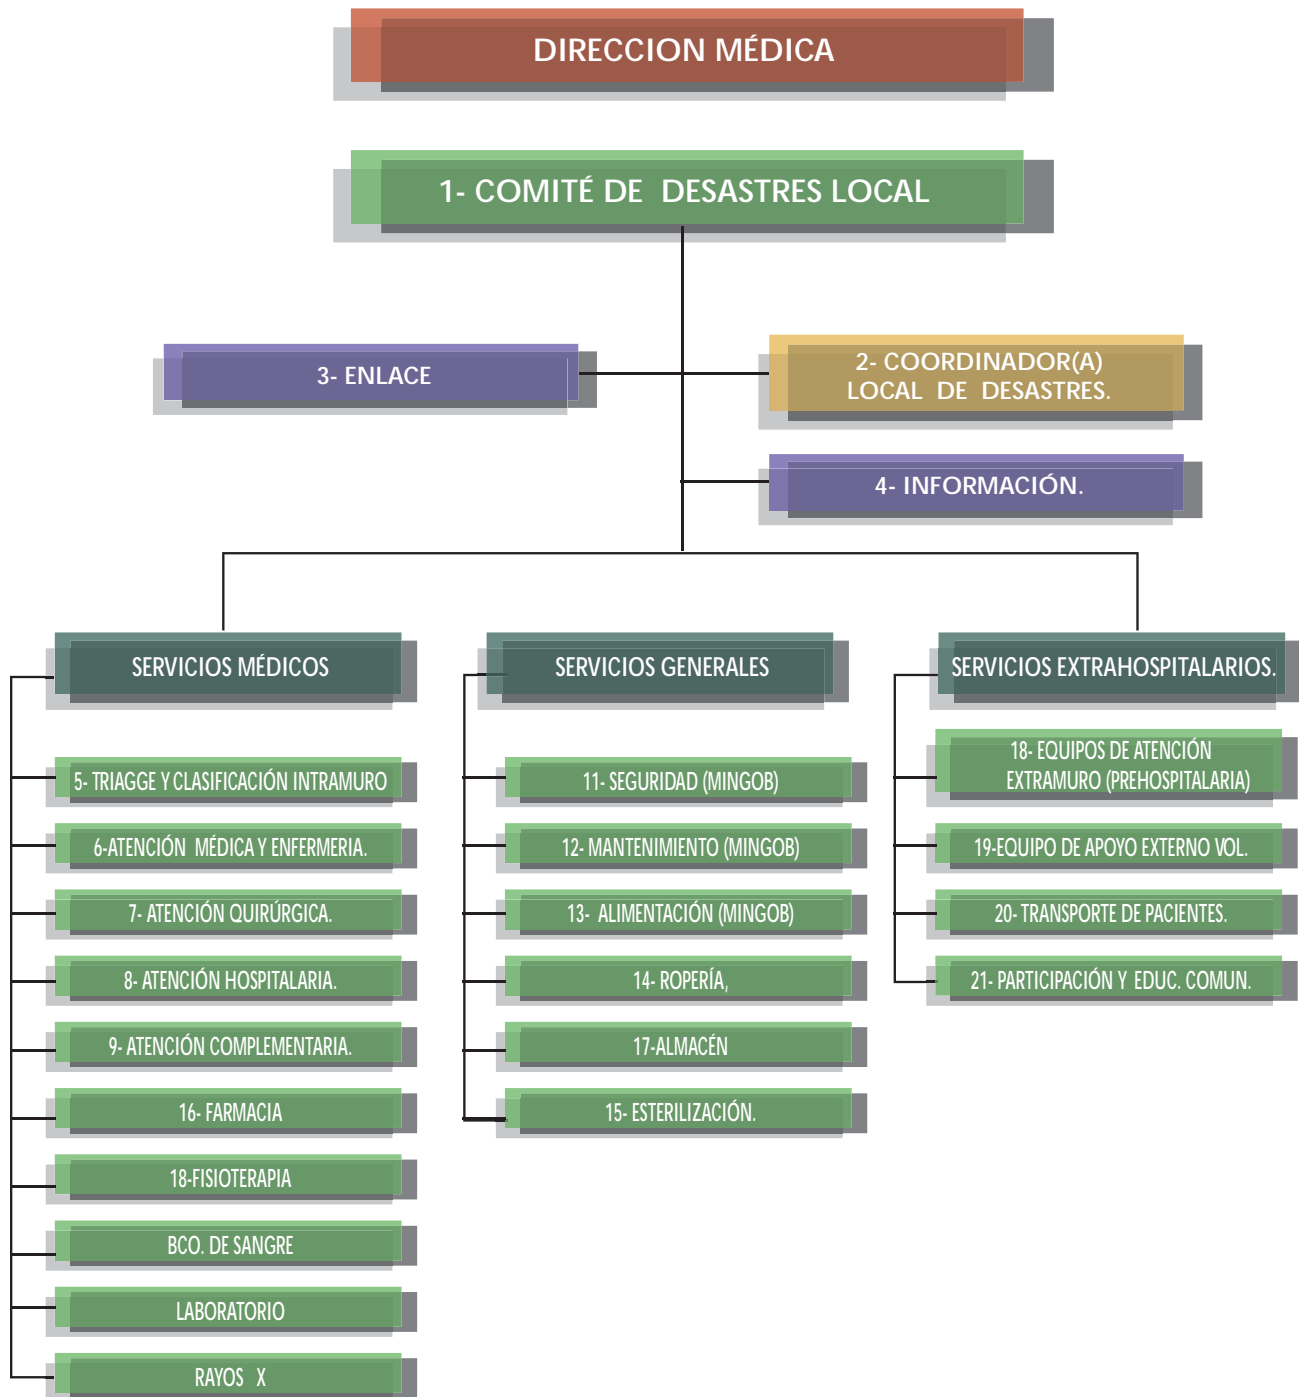 DIRECCION MÉDICA
1- COMITÉ DE DESASTRES LOCAL
3- ENLACE
2- COORDINADOR(A)
LOCAL DE DESASTRES.
4- INFORMACIÓN.
SERVICIOS MÉDICOS
5- TRIAGGE Y CLASIFICACIÓN INTRAMURO
6-ATENCIÓN MÉDICA Y ENFERMERIA.
7- ATENCIÓN QUIRÚRGICA.
8- ATENCIÓN HOSPITALARIA.
9- ATENCIÓN COMPLEMENTARIA.
16- FARMACIA
18-FISIOTERAPIA
BCO. DE SANGRE
LABORATORIO
RAYOS X
SERVICIOS GENERALES
11- SEGURIDAD (MINGOB)
12- MANTENIMIENTO (MINGOB)
13- ALIMENTACIÓN (MINGOB)
14- ROPERÍA,
17-ALMACÉN
15- ESTERILIZACIÓN.
SERVICIOS EXTRAHOSPITALARIOS.
18- EQUIPOS DE ATENCIÓN
EXTRAMURO (PREHOSPITALARIA)
19-EQUIPO DE APOYO EXTERNO VOL.
20- TRANSPORTE DE PACIENTES.
21- PARTICIPACIÓN Y EDUC. COMUN.